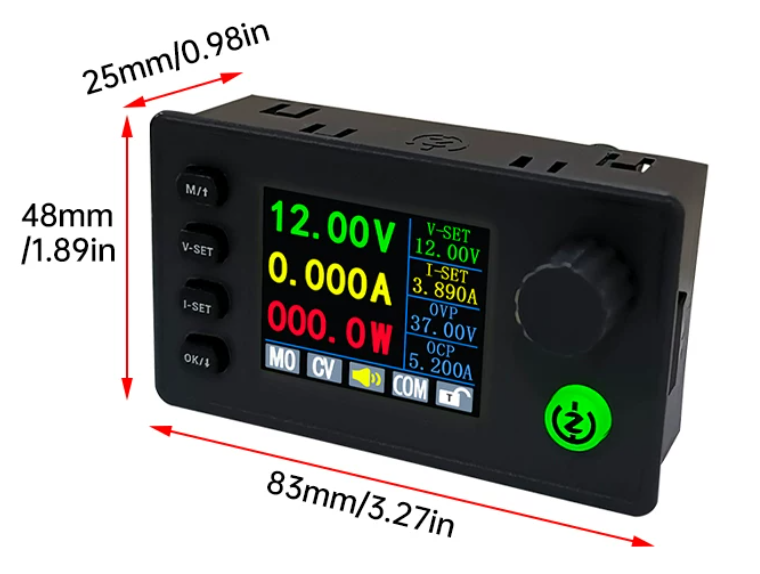 25mm/0.98in
48mm
/1.89in
M/↑
V-SET
I-SET
OK/↓
12.00V
0.000A
000.0W
V-SET
12.00V
I-SET
3.890A
OVP
37.00V
OCP
5.200A
M0 CV COM
83mm/3.27in